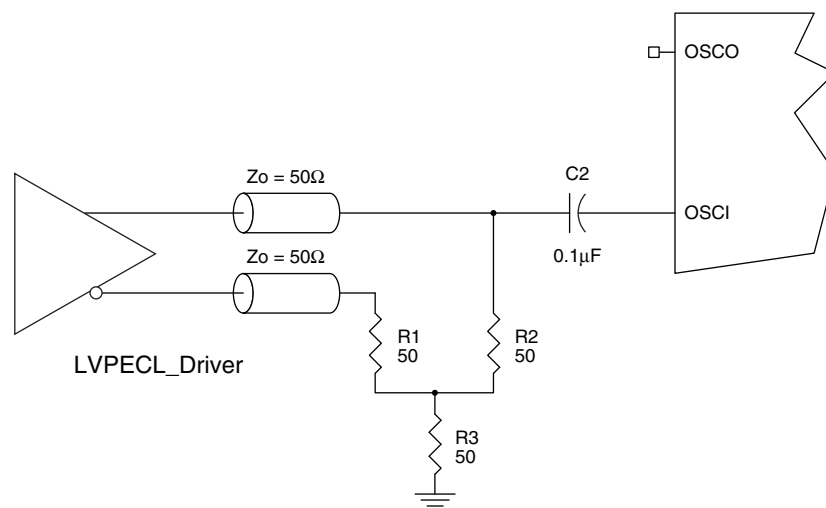 OSCO
Zo = 50Ω
C2
OSCI
0.1µF
Zo = 50Ω
R1
50
R2
50
LVPECL_Driver
R3
50